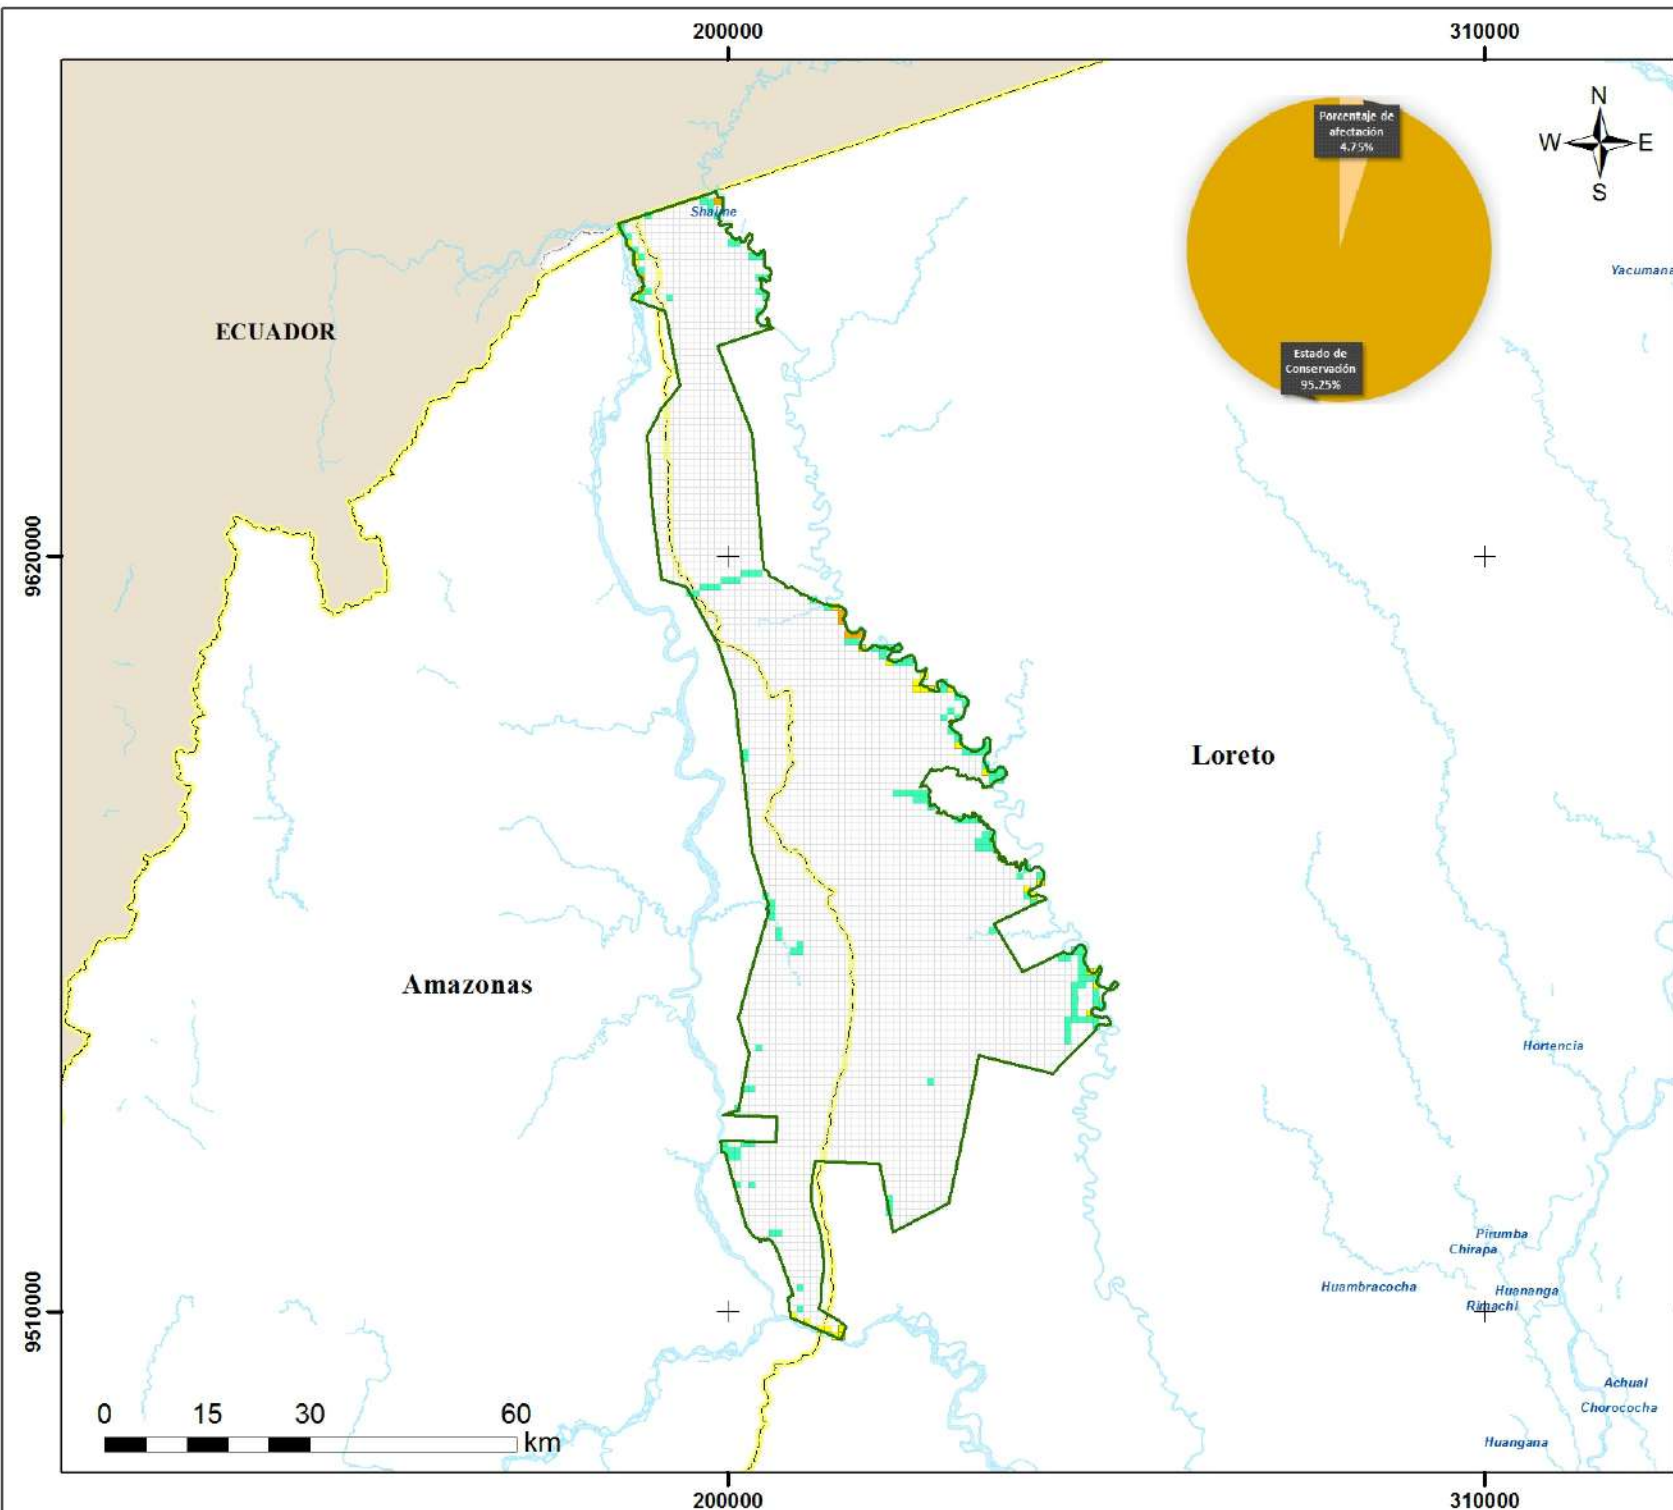 200000
310000
N
W
E
S
Porcentaje de
afectación
4.75%
Shaime
Yacumana
ECUADOR
Estado de
Conservación
95.25%
9620000
Loreto
Amazonas
Hortencia
Pirumba
Chirapa
Huambracocha
Huananga
Rimachi
9510000
Achual
Chorococha
0
15
30
60
km
Huangana
200000
310000